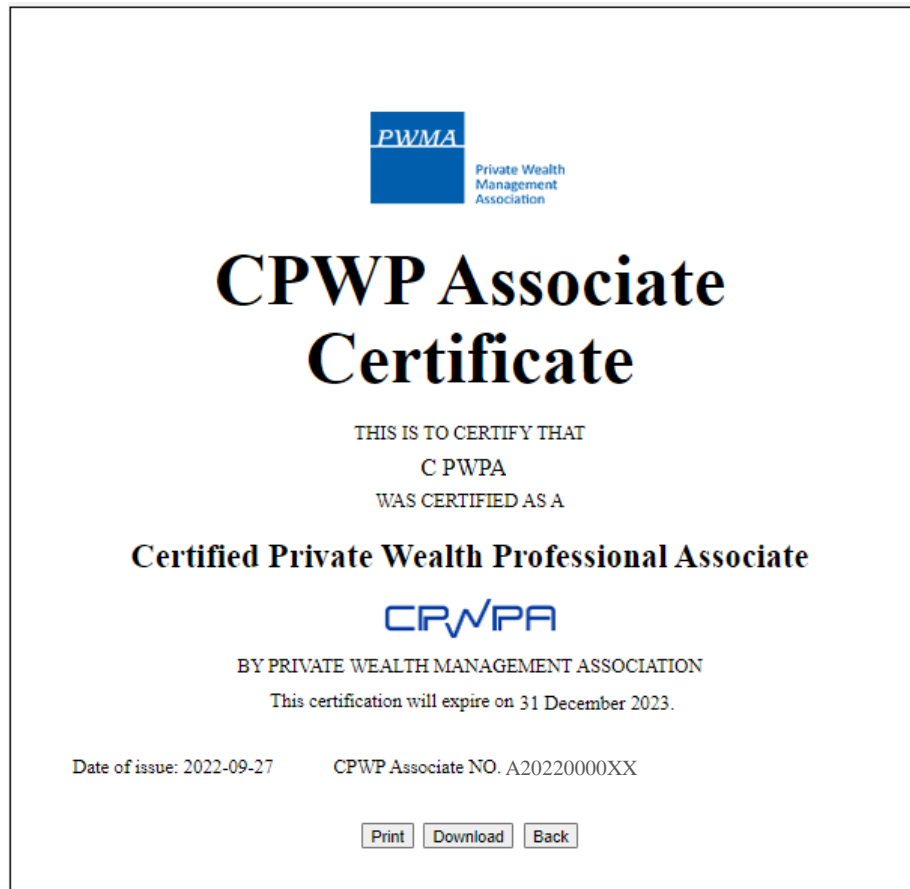 PWMA
Private Wealth
Management
Association
CPWP Associate
Certificate
THIS IS TO CERTIFY THAT
C PWPA
WAS CERTIFIED AS A
Certified Private Wealth Professional Associate
CPWPA
BY PRIVATE WEALTH MANAGEMENT ASSOCIATION
This certification will expire on 31 December 2023.
Date of issue: 2022-09-27 CPWP Associate NO. A20220000XX
Print Download Back